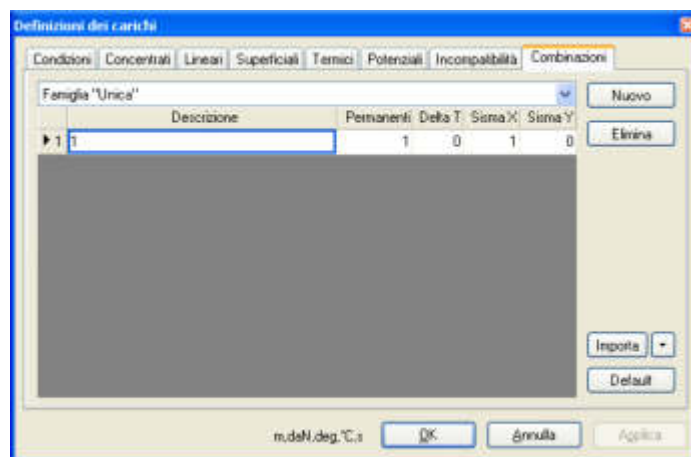 Definizioni dei carichi
Condizioni Concentrati Lineari Superficiali Termici Potenziali Incompatibilità Combinazioni
Famiglia "Unica"
Nuovo
Descrizione Permanenti Delta T Sisma X Sisma Y
1 1 1 0 1 0
Elimina
Importa
Default
m,daN,deg,°C,s OK Annulla Applica